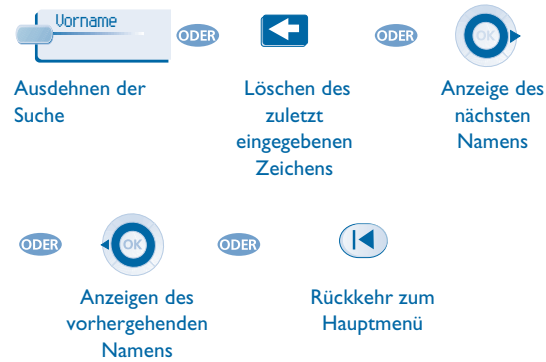 Vorname
ODER
ODER
OK
Ausdehnen der
Suche
Löschen des
zuletzt
eingegebenen
Zeichens
Anzeige des
nächsten
Namens
ODER
OK
ODER
Anzeigen des
vorhergehenden
Namens
Rückkehr zum
Hauptmenü